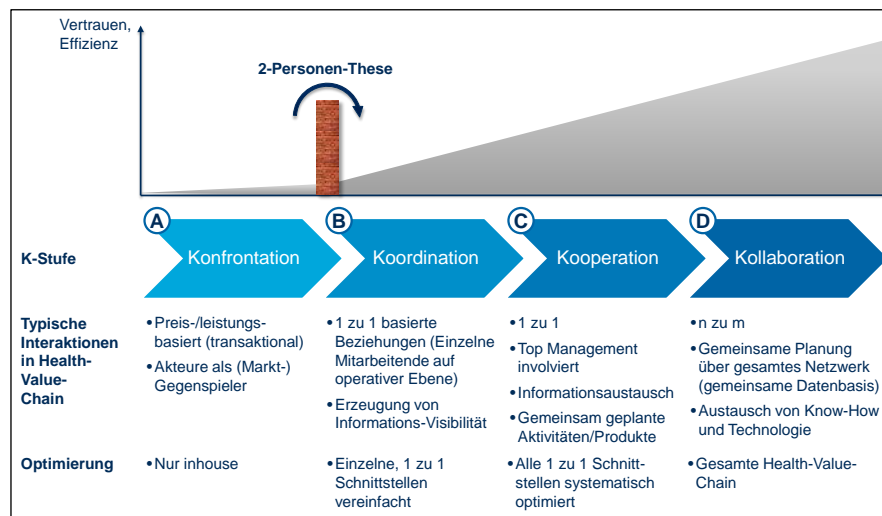 Vertrauen,
Effizienz
2-Personen-These
A
B
C
D
K-Stufe
Konfrontation
Koordination
Kooperation
Kollaboration
Typische
Interaktionen
in Health-
Value-
Chain
• Preis-/leistungs-
basiert (transaktional)
• Akteure als (Markt-)
Gegenspieler
• 1 zu 1 basierte
Beziehungen (Einzelne
Mitarbeitende auf
operativer Ebene)
• Erzeugung von
Informations-Visibilität
• 1 zu 1
• Top Management
involviert
• Informationsaustausch
• Gemeinsam geplante
Aktivitäten/Produkte
• n zu m
• Gemeinsame Planung
über gesamtes Netzwerk
(gemeinsame Datenbasis)
• Austausch von Know-How
und Technologie
Optimierung
• Nur inhouse
• Einzelne, 1 zu 1
Schnittstellen
vereinfacht
• Alle 1 zu 1 Schnitt-
stellen systematisch
optimiert
• Gesamte Health-Value-
Chain